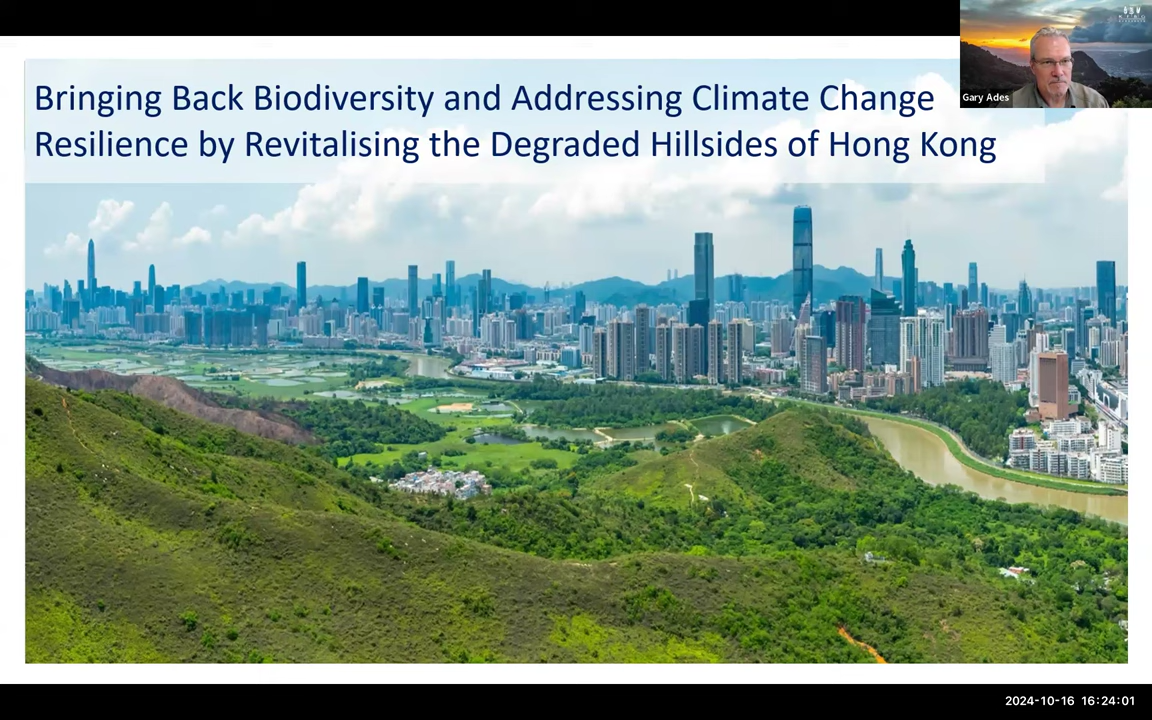 Bringing Back Biodiversity and Addressing Climate Change
Resilience by Revitalising the Degraded Hillsides of Hong Kong
Gary Ades
2024-10-16 16:24:01